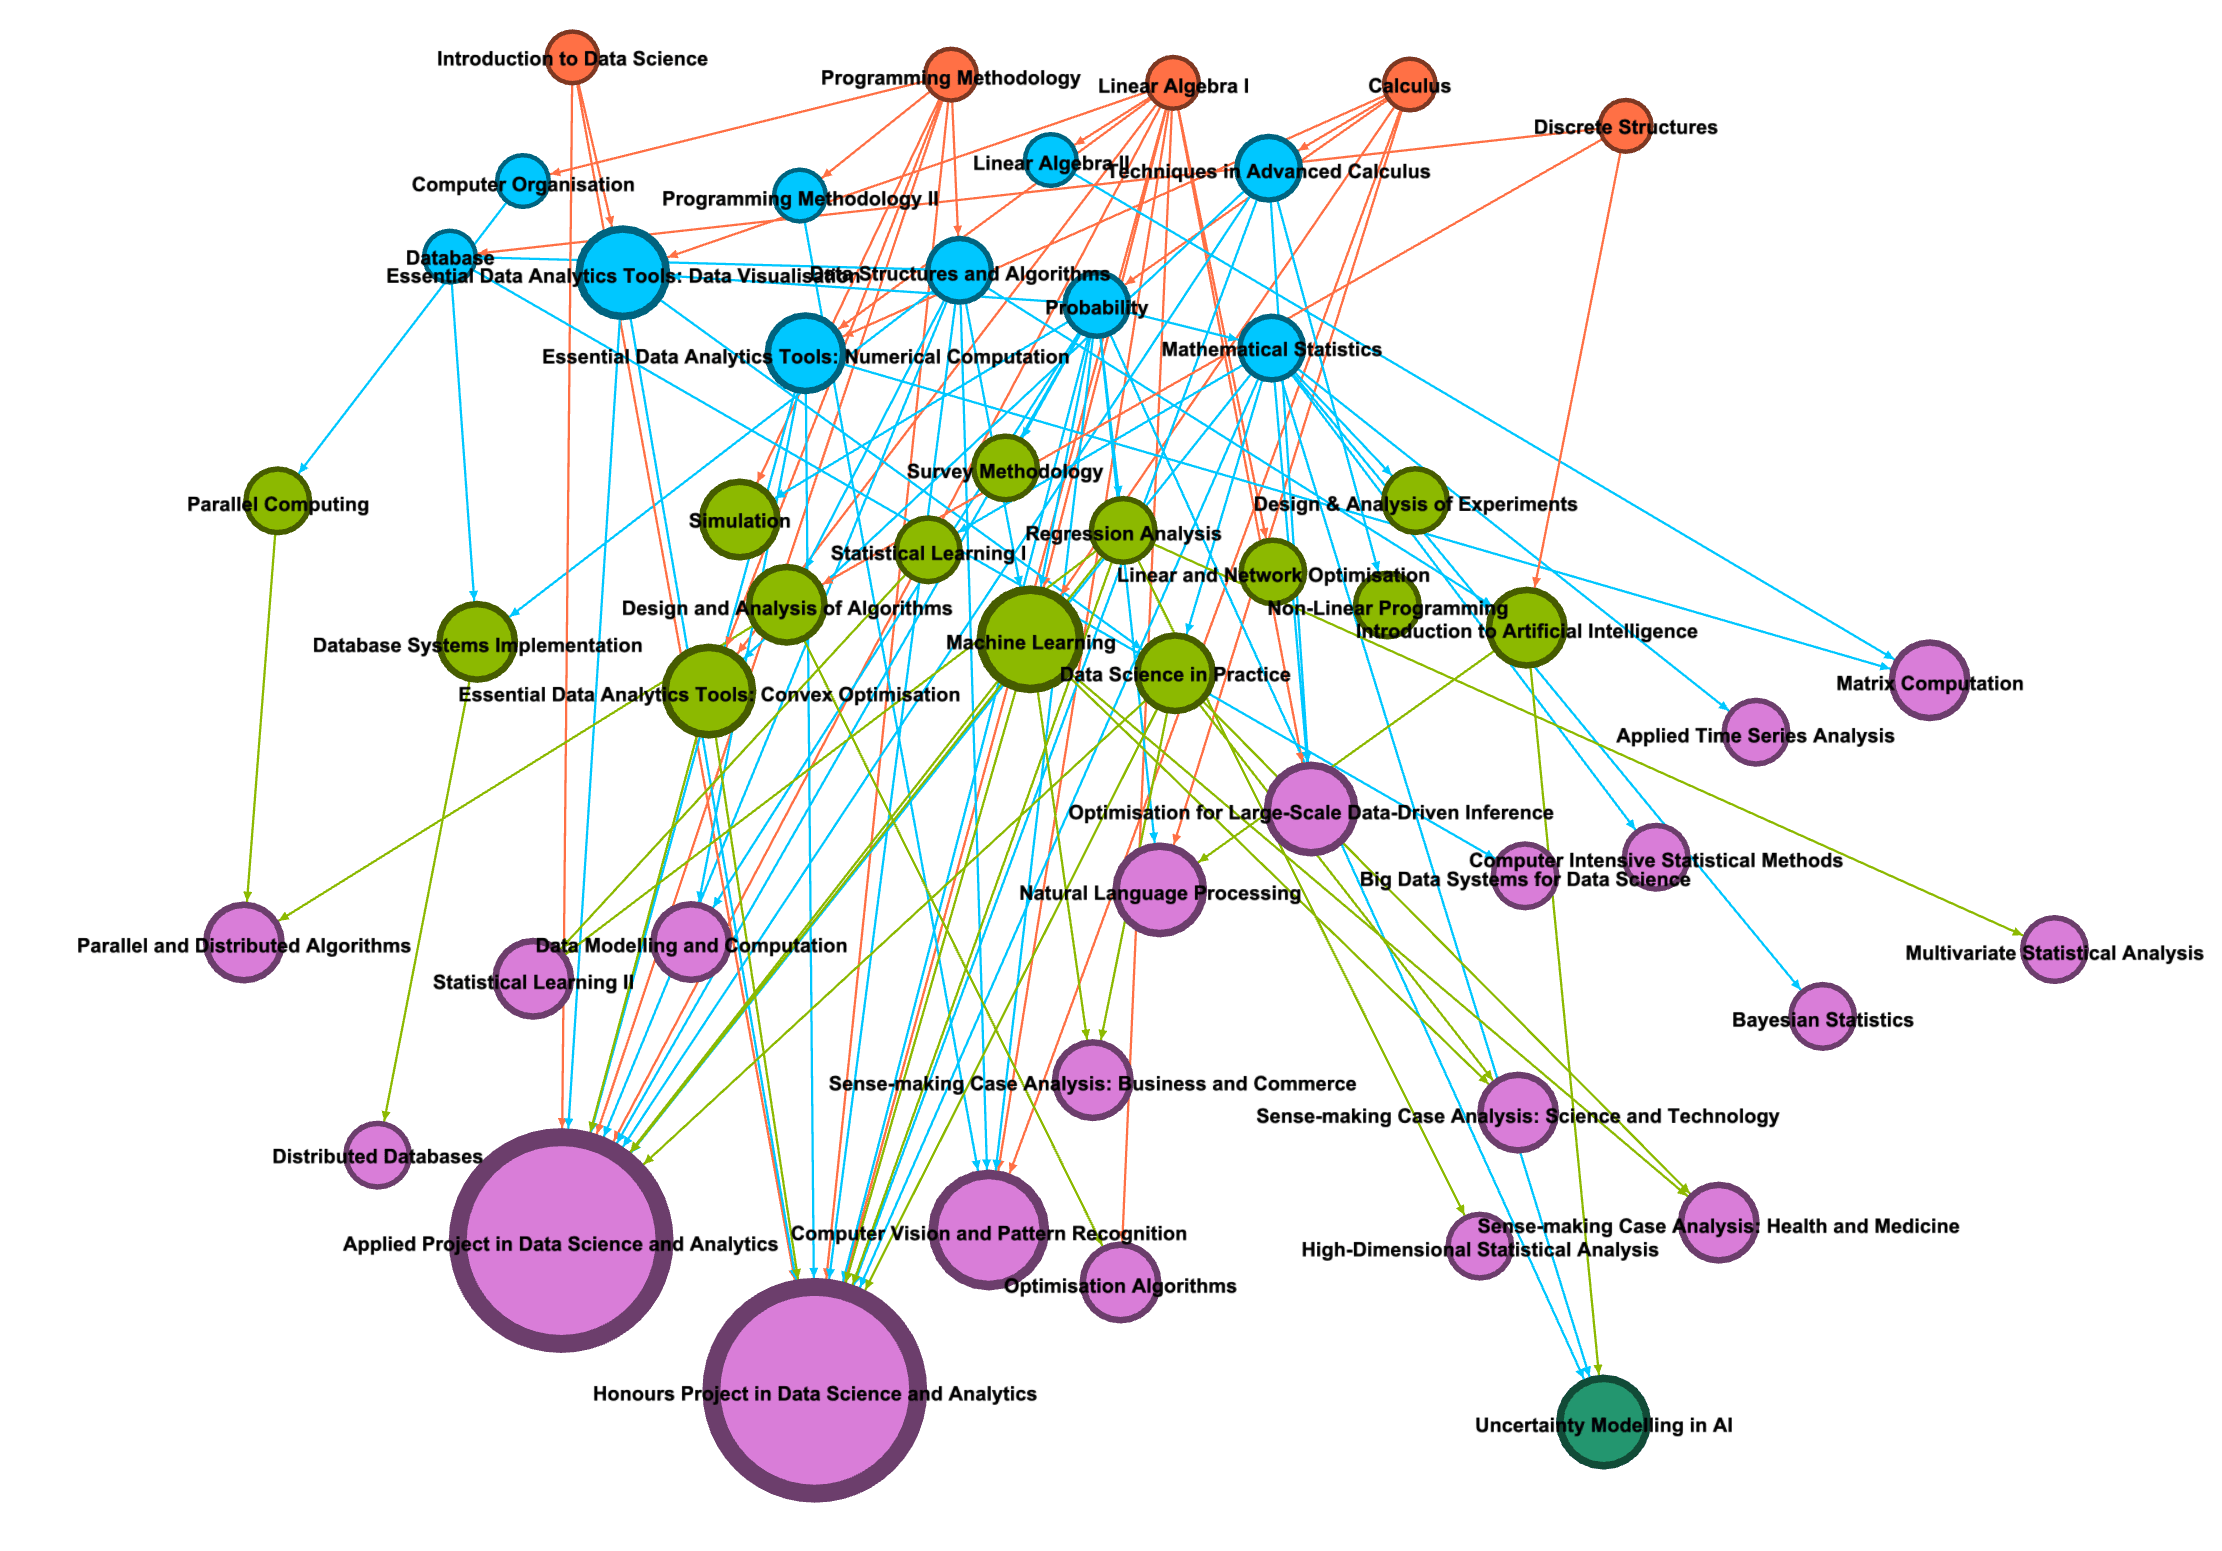 Introduction to Data Science
Programming Methodology
Linear Algebra I
Calculus
Discrete Structures
Linear Algebra II
Techniques in Advanced Calculus
Computer Organisation
Programming Methodology II
Database
Essential Data Analytics Tools: Data Visualisation
Data Structures and Algorithms
Probability
Essential Data Analytics Tools: Numerical Computation
Mathematical Statistics
Survey Methodology
Parallel Computing
Design & Analysis of Experiments
Simulation
Regression Analysis
Statistical Learning I
Linear and Network Optimisation
Design and Analysis of Algorithms
Non-Linear Programming
Introduction to Artificial Intelligence
Database Systems Implementation
Machine Learning
Data Science in Practice
Matrix Computation
Essential Data Analytics Tools: Convex Optimisation
Applied Time Series Analysis
Optimisation for Large-Scale Data-Driven Inference
Computer Intensive Statistical Methods
Big Data Systems for Data Science
Natural Language Processing
Parallel and Distributed Algorithms
Data Modelling and Computation
Multivariate Statistical Analysis
Statistical Learning II
Bayesian Statistics
Sense-making Case Analysis: Business and Commerce
Sense-making Case Analysis: Science and Technology
Distributed Databases
Sense-making Case Analysis: Health and Medicine
Computer Vision and Pattern Recognition
Applied Project in Data Science and Analytics
High-Dimensional Statistical Analysis
Optimisation Algorithms
Honours Project in Data Science and Analytics
Uncertainty Modelling in AI